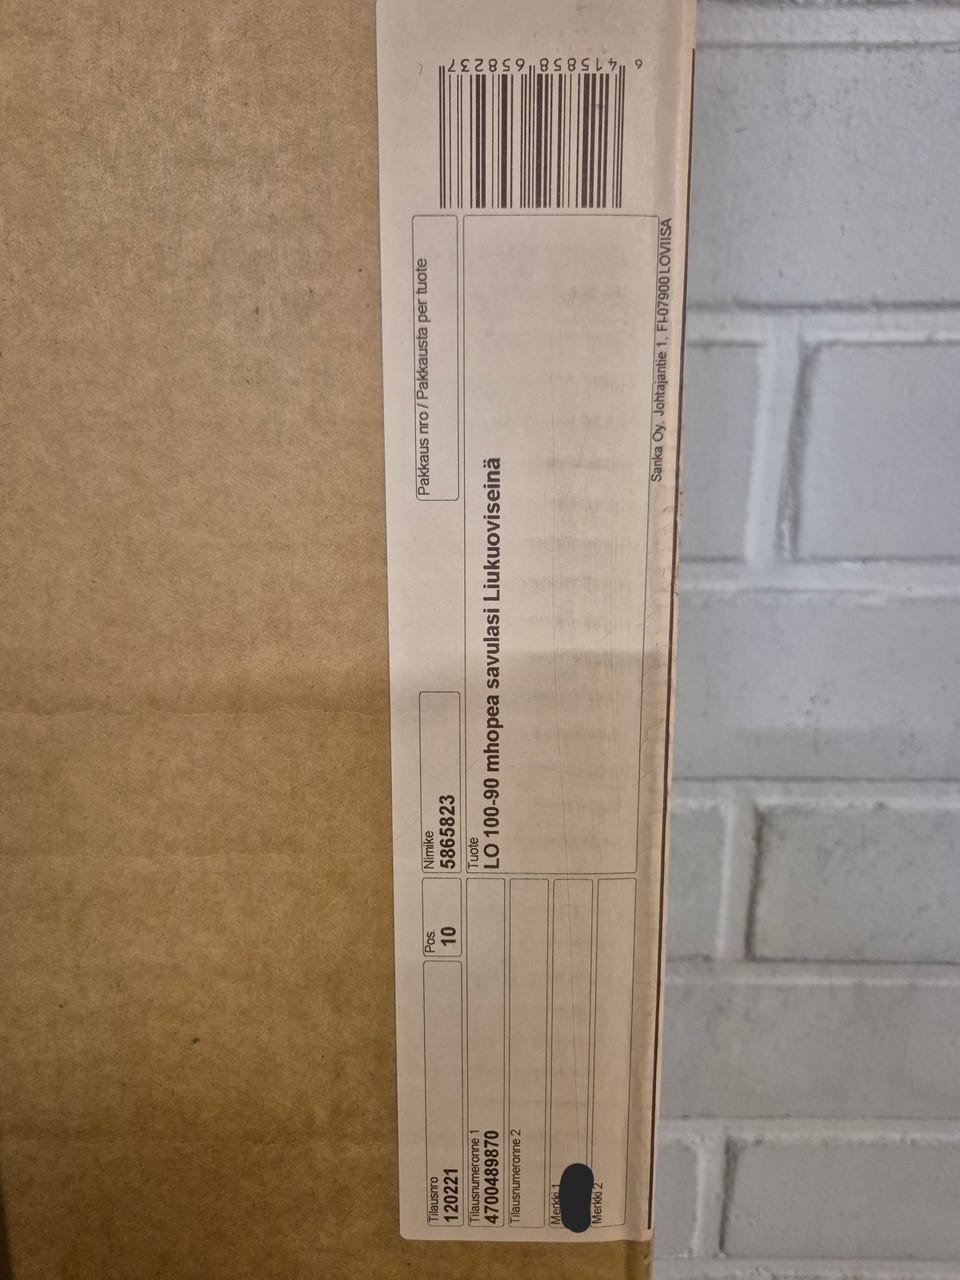 Tilausnro
120221
Pos.
10
Nimike
5865823
Pakkaus nro / Pakkausta per tuote
Tilausnumeronne 1
4700489870
Tuote
LO 100-90 mhopea savulasi Liukuoviseinä
Tilausnumeronne 2
Merkki 1
Merkki 2
6 415858 658237
Sanka Oy, Johtajantie 1, FI-07900 LOVIISA